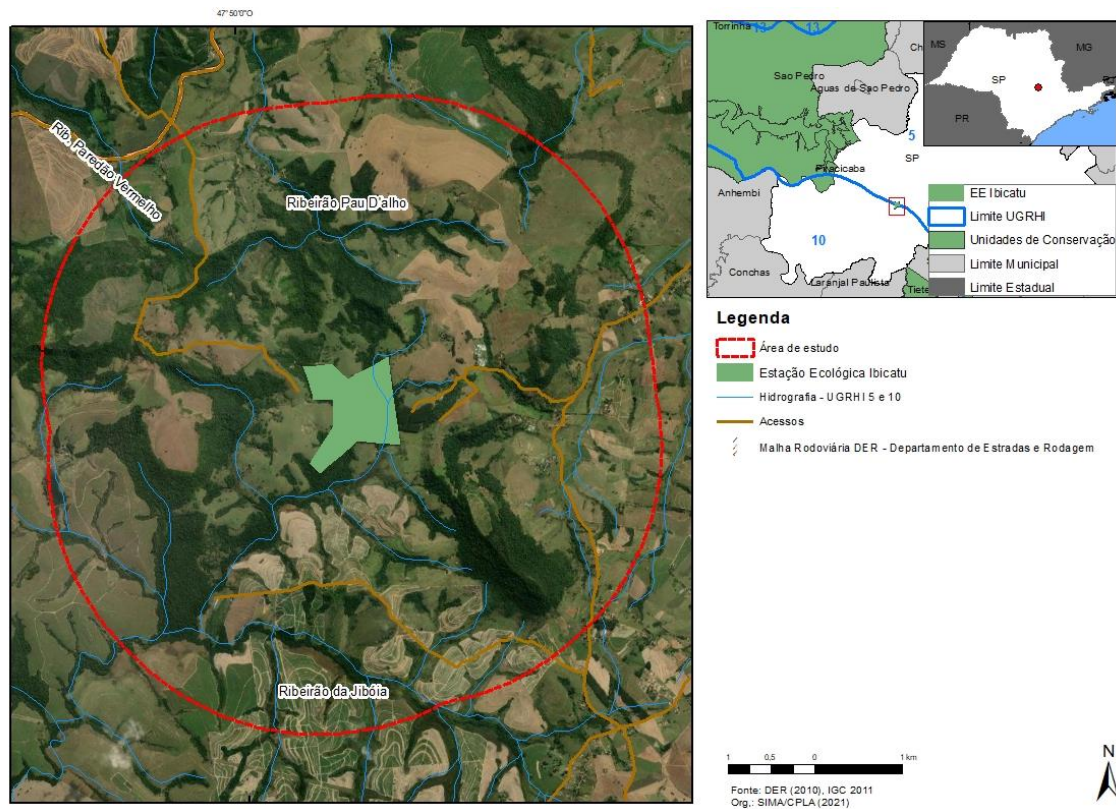 47°50'0"O
Rib. Paredão Vermelho
Ribeirão Pau D'alho
Ribeirão da Jibóia
Torrinha
13
13
Sao Pedro
Aguas de Sao Pedro
5
SP
Piracicaba
Anhembi
10
Conchas
Laranjal Paulista
MS
MG
SP
PR
EE Ibicatu
Limite UGRHI
Unidades de Conservação
Limite Municipal
Limite Estadual
Legenda
Área de estudo
Estação Ecológica Ibicatu
Hidrografia - UGRHI 5 e 10
Acessos
Malha Rodoviária DER - Departamento de Estradas e Rodagem
1 0,5 0 1 km
Fonte: DER (2010), IGC 2011
Org,: SIMA/CPLA (2021)
N